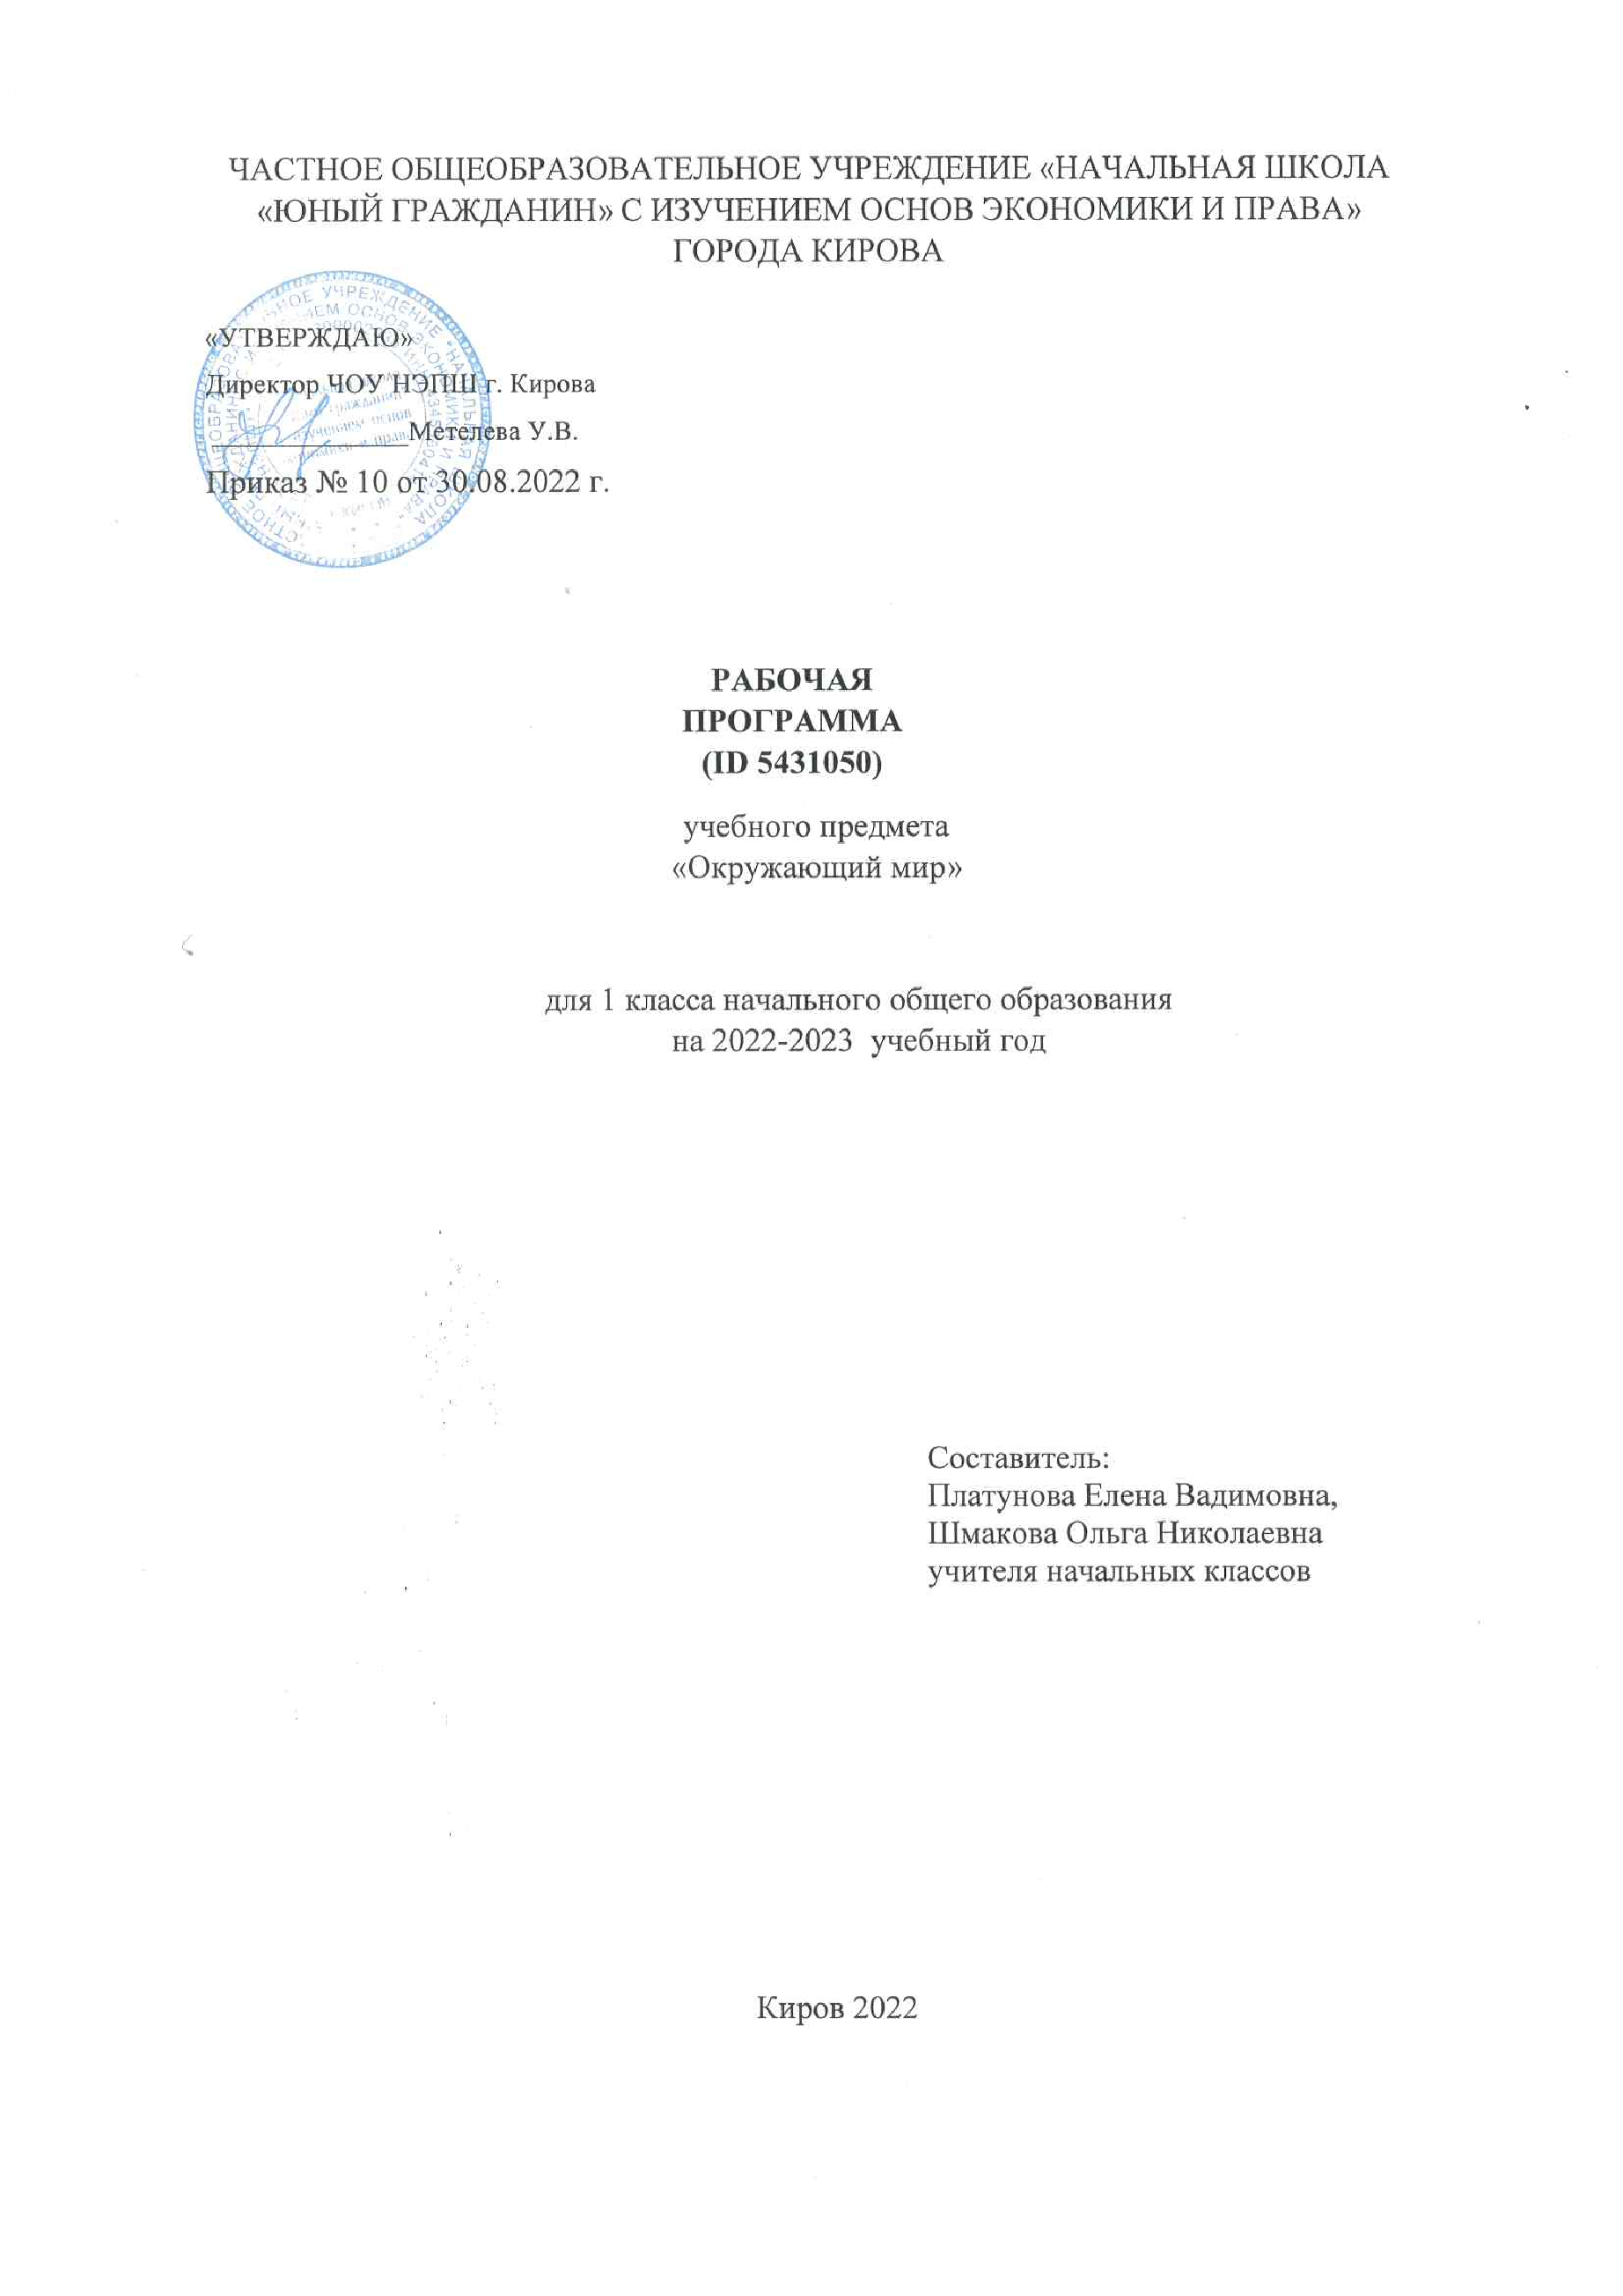 ЧАСТНОЕ ОБЩЕОБРАЗОВАТЕЛЬНОЕ УЧРЕЖДЕНИЕ «НАЧАЛЬНАЯ ШКОЛА
«ЮНЫЙ ГРАЖДАНИН» С ИЗУЧЕНИЕМ ОСНОВ ЭКОНОМИКИ И ПРАВА»
ГОРОДА КИРОВА
«УТВЕРЖДАЮ»
Директор ЧОУ НЭПШ г. Кирова
______________Метелева У.В.
Приказ № 10 от 30.08.2022 г.
РАБОЧАЯ
ПРОГРАММА
(ID 5431050)
учебного предмета
«Окружающий мир»
для 1 класса начального общего образования
на 2022-2023 учебный год
Составитель:
Платунова Елена Вадимовна,
Шмакова Ольга Николаевна
учителя начальных классов
Киров 2022